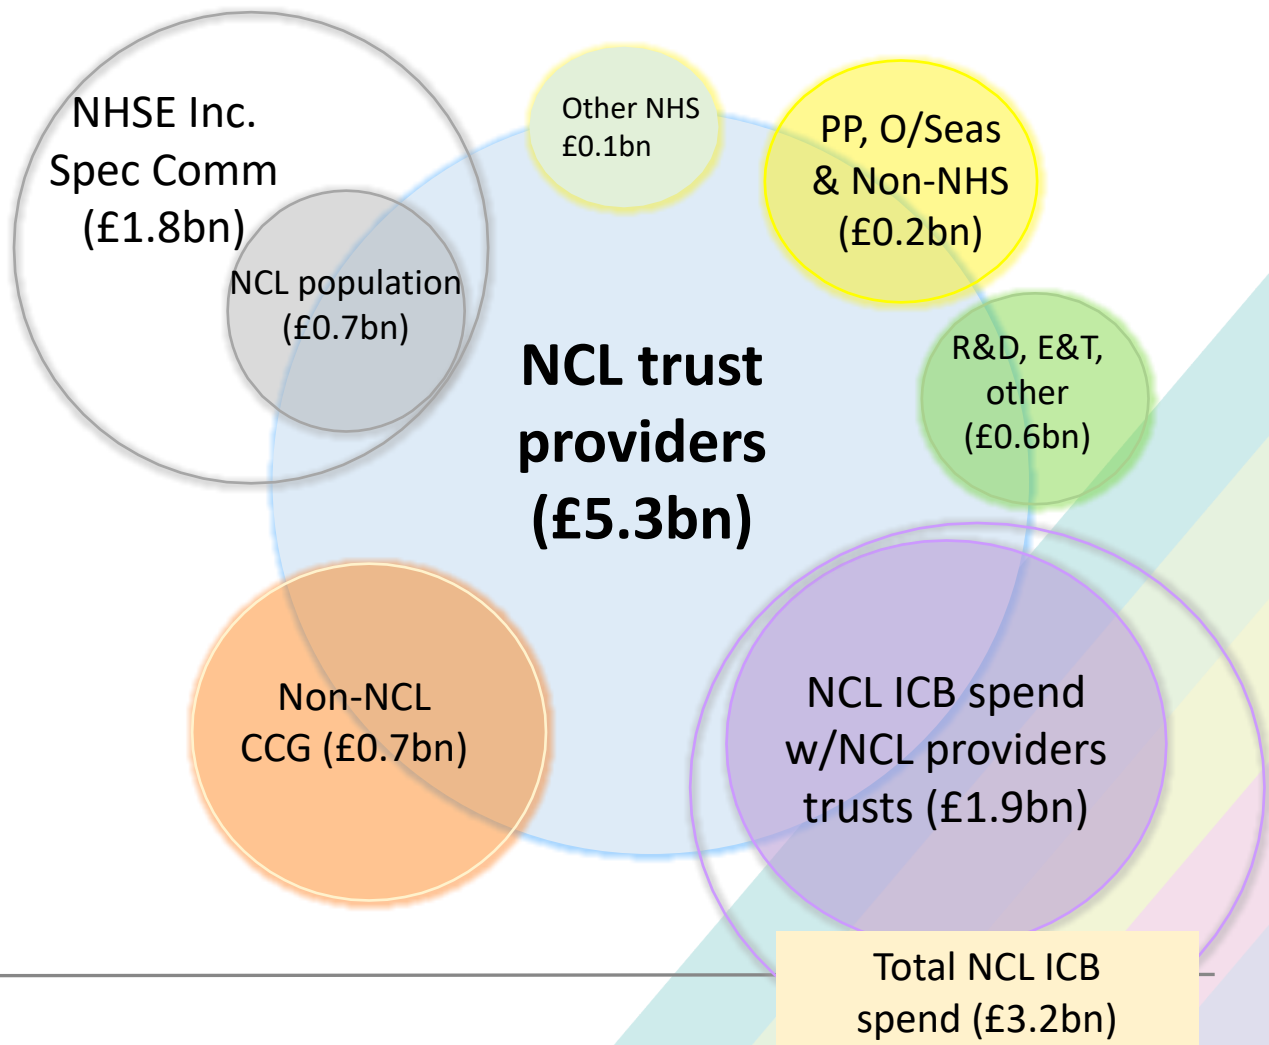 NHSE Inc.
Spec Comm
(£1.8bn)
NCL population
(£0.7bn)
Other NHS
£0.1bn
PP, O/Seas
& Non-NHS
(£0.2bn)
R&D, E&T,
other
(£0.6bn)
NCL trust
providers
(£5.3bn)
Non-NCL
CCG (£0.7bn)
NCL ICB spend
w/NCL providers
trusts (£1.9bn)
Total NCL ICB
spend (£3.2bn)